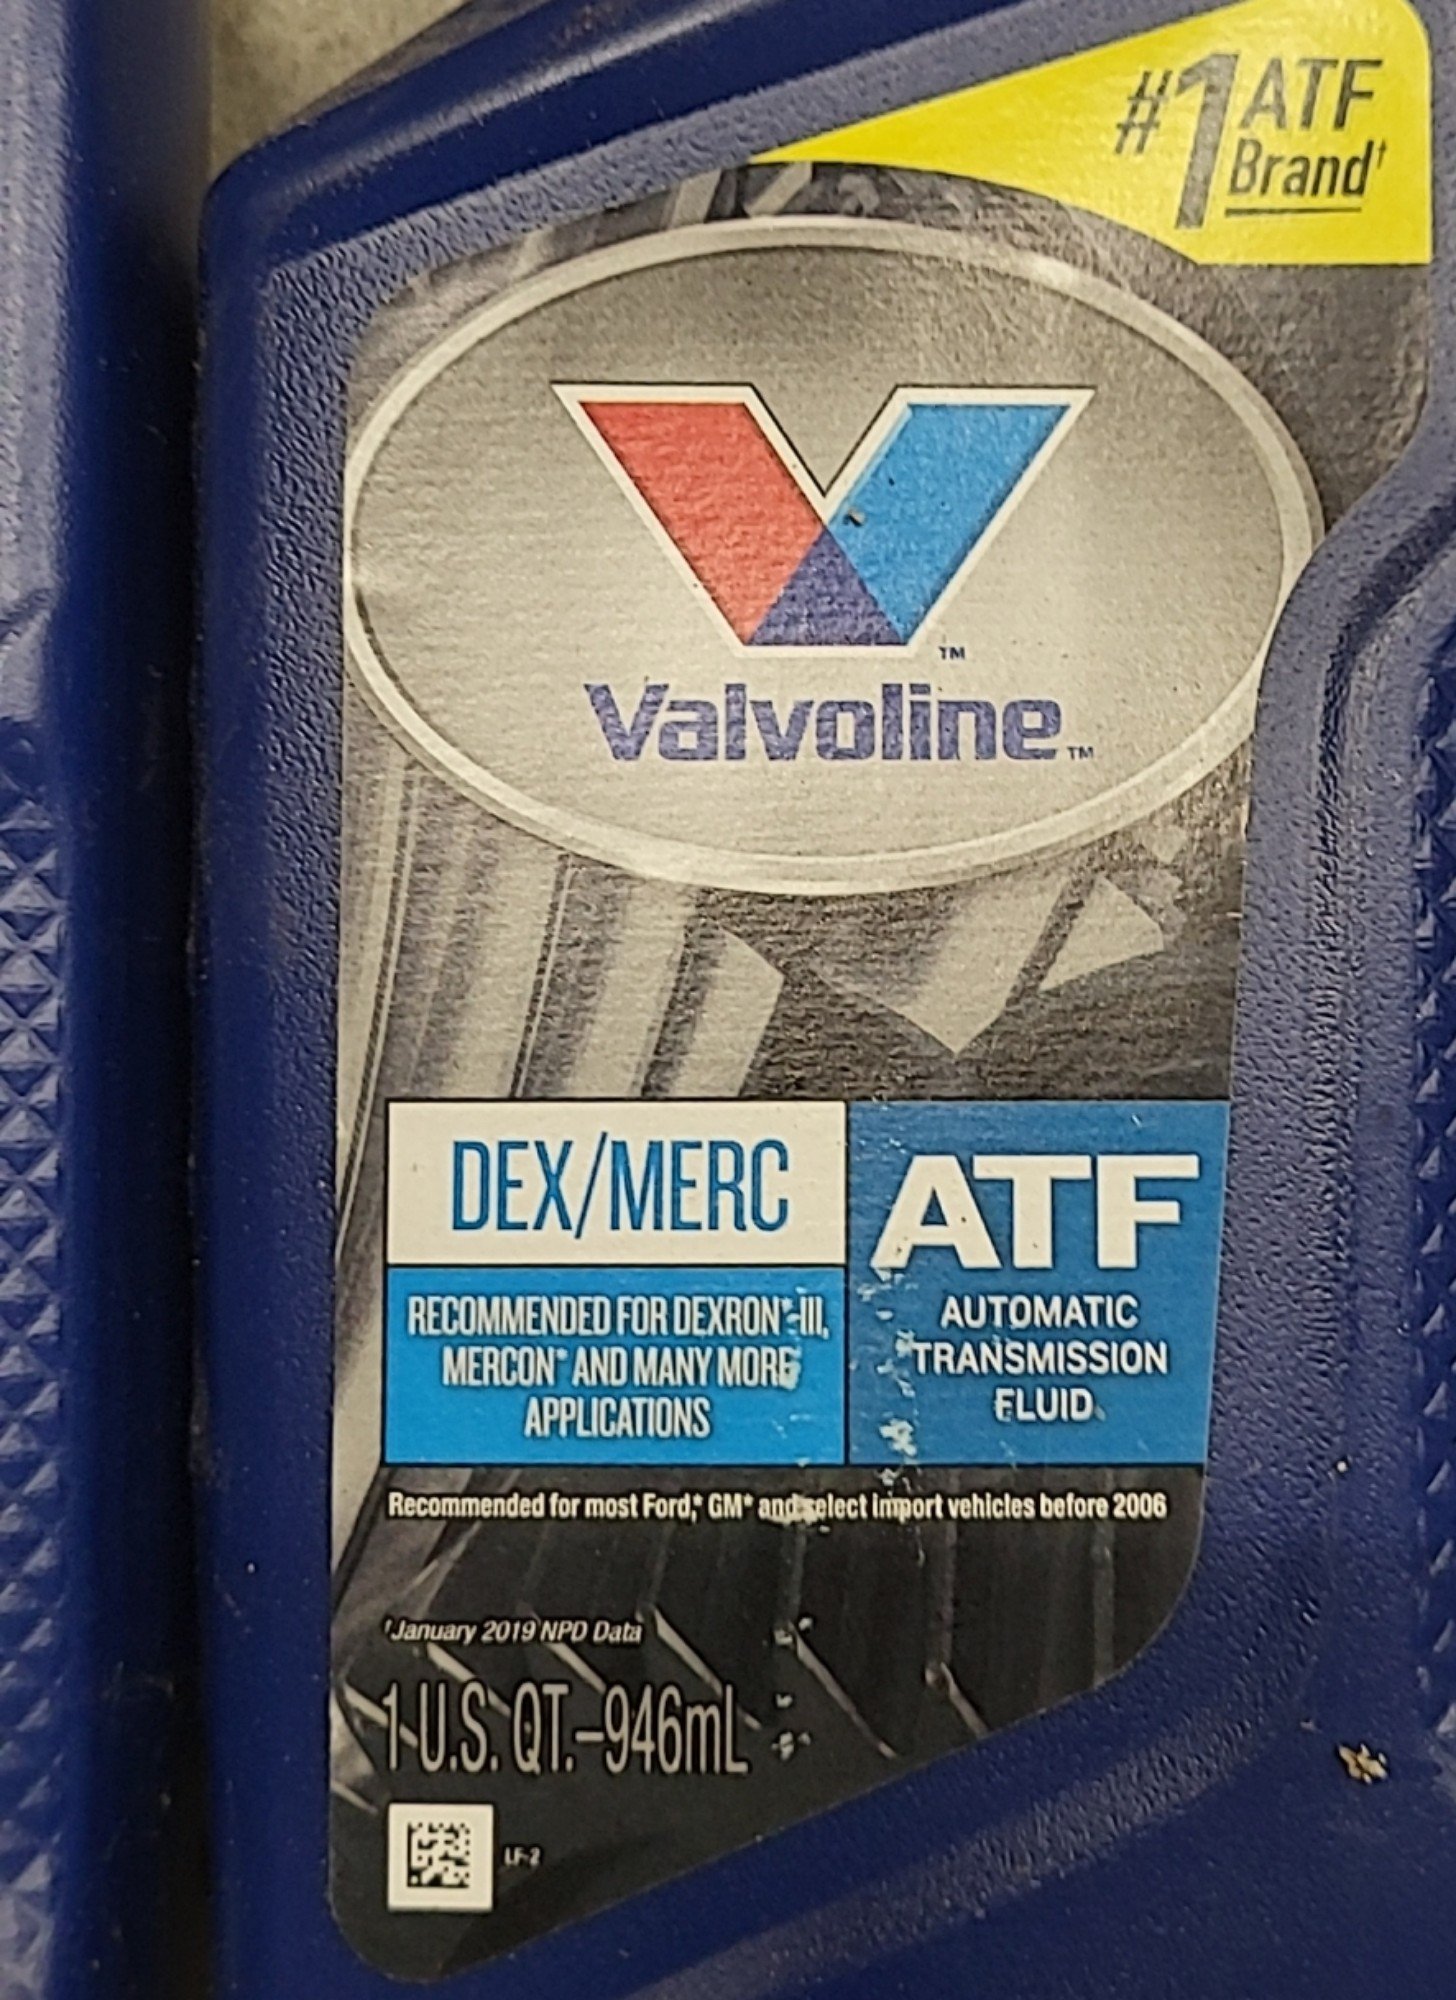 #1 ATF
Brand†
TM
Valvoline™
DEX/MERC
RECOMMENDED FOR DEXRON*-III,
MERCON* AND MANY MORE
APPLICATIONS
ATF
AUTOMATIC
TRANSMISSION
FLUID
Recommended for most Ford,* GM* and select import vehicles before 2006
†January 2019 NPD Data
1 U.S. QT.–946mL
LF-2